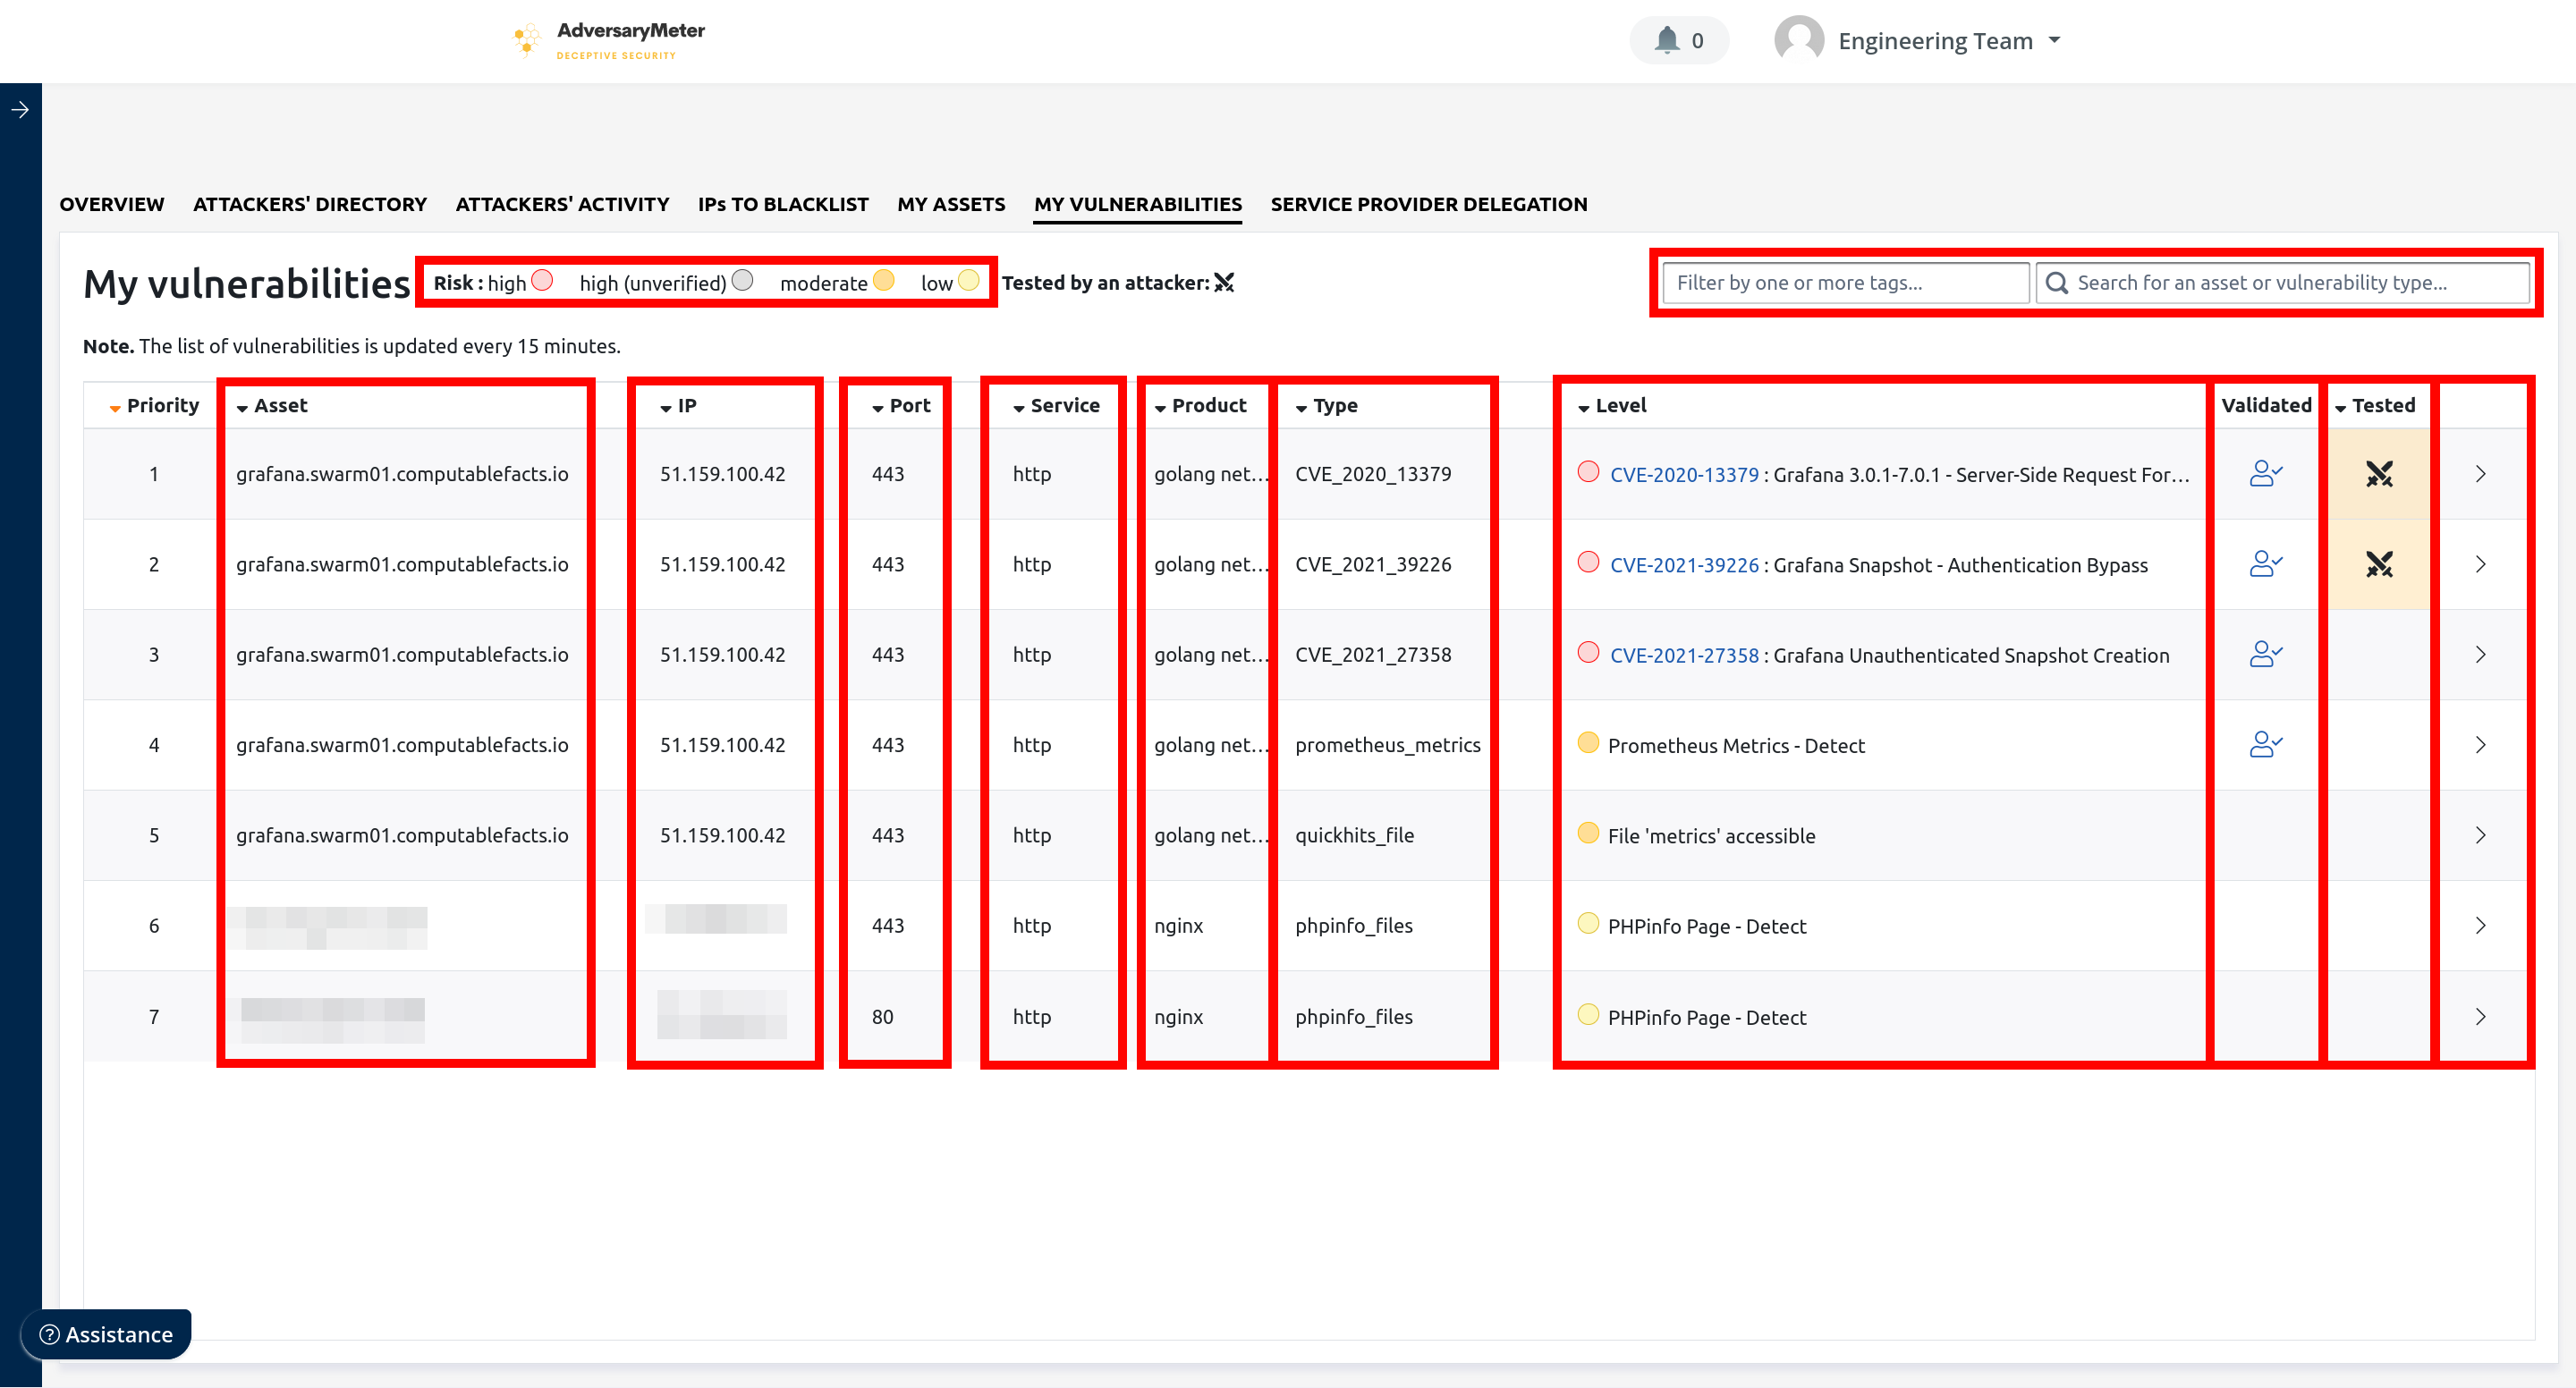 AdversaryMeter
DECEPTIVE SECURITY
0
Engineering Team
OVERVIEW ATTACKERS' DIRECTORY ATTACKERS' ACTIVITY IPs TO BLACKLIST MY ASSETS MY VULNERABILITIES SERVICE PROVIDER DELEGATION
My vulnerabilities Risk : high high (unverified) moderate low Tested by an attacker: Filter by one or more tags... Search for an asset or vulnerability type...
Note. The list of vulnerabilities is updated every 15 minutes.
Priority Asset IP Port Service Product Type Level Validated Tested
1 grafana.swarm01.computablefacts.io 51.159.100.42 443 http golang net... CVE_2020_13379 CVE-2020-13379 : Grafana 3.0.1-7.0.1 - Server-Side Request For...
2 grafana.swarm01.computablefacts.io 51.159.100.42 443 http golang net... CVE_2021_39226 CVE-2021-39226 : Grafana Snapshot - Authentication Bypass
3 grafana.swarm01.computablefacts.io 51.159.100.42 443 http golang net... CVE_2021_27358 CVE-2021-27358 : Grafana Unauthenticated Snapshot Creation
4 grafana.swarm01.computablefacts.io 51.159.100.42 443 http golang net... prometheus_metrics Prometheus Metrics - Detect
5 grafana.swarm01.computablefacts.io 51.159.100.42 443 http golang net... quickhits_file File 'metrics' accessible
6 443 http nginx phpinfo_files PHPinfo Page - Detect
7 80 http nginx phpinfo_files PHPinfo Page - Detect
Assistance